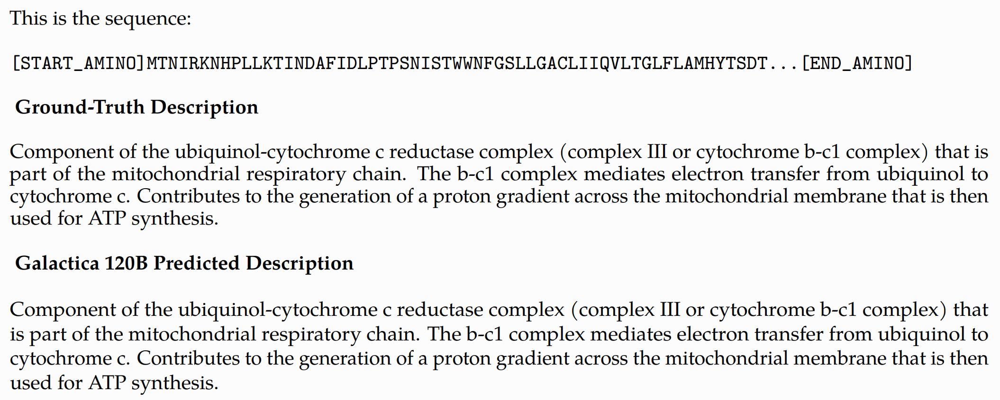 This is the sequence:
[START_AMINO]MTNIRKNHPLLKTINDAFIDLPTPSNISTWWNFGSLLGACLIIQVLTGLFLAMHYTSDT...[END_AMINO]
Ground-Truth Description
Component of the ubiquinol-cytochrome c reductase complex (complex III or cytochrome b-c1 complex) that is
part of the mitochondrial respiratory chain. The b-c1 complex mediates electron transfer from ubiquinol to
cytochrome c. Contributes to the generation of a proton gradient across the mitochondrial membrane that is then
used for ATP synthesis.
Galactica 120B Predicted Description
Component of the ubiquinol-cytochrome c reductase complex (complex III or cytochrome b-c1 complex) that
is part of the mitochondrial respiratory chain. The b-c1 complex mediates electron transfer from ubiquinol to
cytochrome c. Contributes to the generation of a proton gradient across the mitochondrial membrane that is then
used for ATP synthesis.